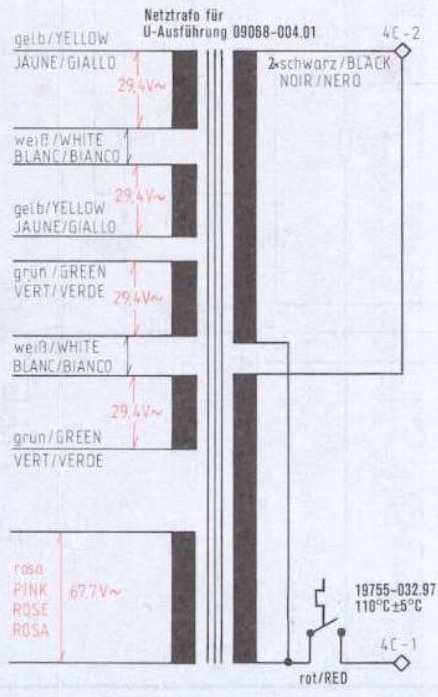 Netztrafo für
U-Ausführung 09068-004.01
gelb/YELLOW
JAUNE/GIALLO
29,4V~
weiß/WHITE
BLANC/BIANCO
29,4V~
gelb/YELLOW
JAUNE/GIALLO
grün/GREEN
VERT/VERDE
29,4V~
weiß/WHITE
BLANC/BIANCO
29,4V~
grun/GREEN
VERT/VERDE
rosa
PINK
ROSE
ROSA
67,7V~
4C-2
2×schwarz/BLACK
NOIR/NERO
19755-032.97
110°C±5°C
4C-1
rot/RED